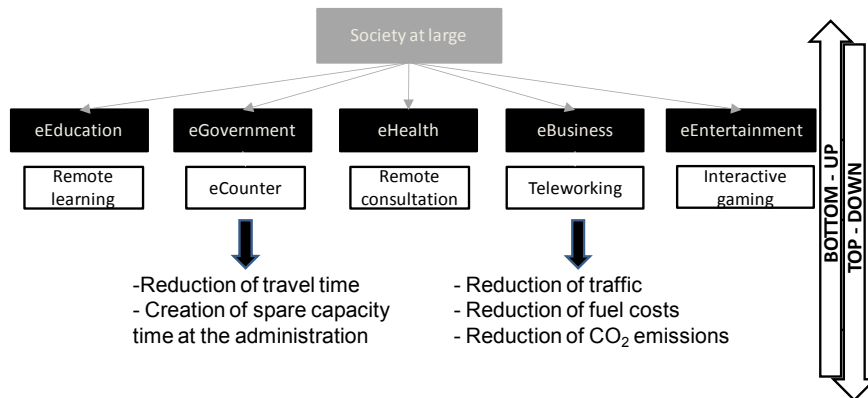 Society at large
eEducation
eGovernment
eHealth
eBusiness
eEntertainment
Remote
learning
eCounter
Remote
consultation
Teleworking
Interactive
gaming
-Reduction of travel time
- Creation of spare capacity
time at the administration
- Reduction of traffic
- Reduction of fuel costs
- Reduction of CO₂ emissions
BOTTOM - UP
TOP - DOWN